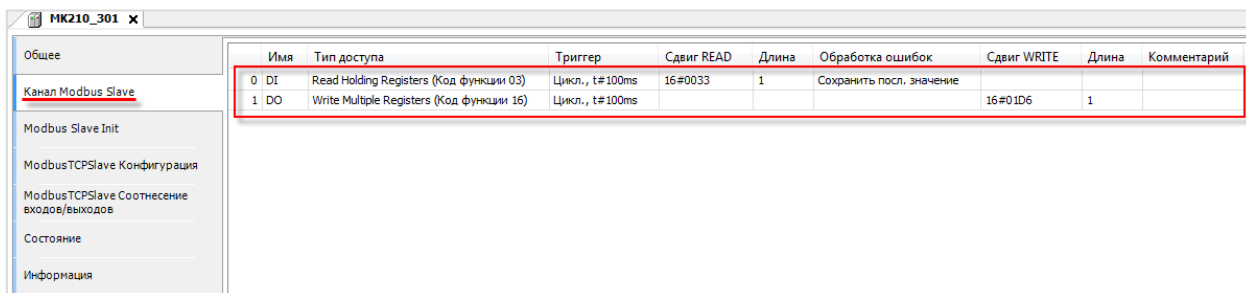 MK210_301 x
Общее
Канал Modbus Slave
Modbus Slave Init
ModbusTCPSlave Конфигурация
ModbusTCPSlave Соотнесение
входов/выходов
Состояние
Информация
Имя Тип доступа Триггер Сдвиг READ Длина Обработка ошибок Сдвиг WRITE Длина Комментарий
0 DI Read Holding Registers (Код функции 03) Цикл., t#100ms 16#0033 1 Сохранить посл. значение
1 DO Write Multiple Registers (Код функции 16) Цикл., t#100ms 16#01D6 1